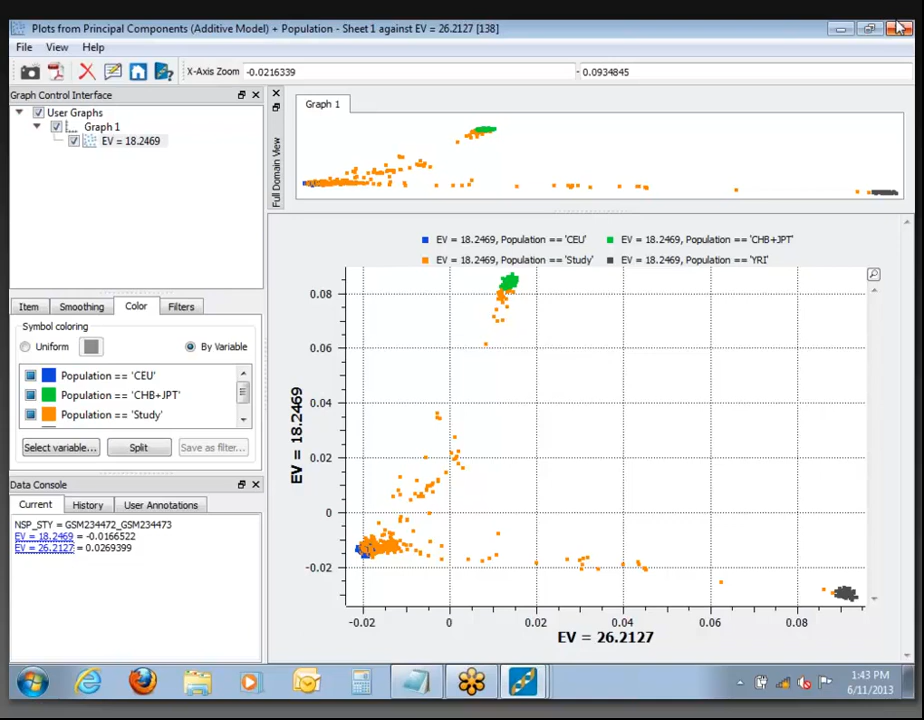 Plots from Principal Components (Additive Model) + Population - Sheet 1 against EV = 26.2127 [138]
File View Help
X-Axis Zoom -0.0216339 - 0.0934845
Graph Control Interface
User Graphs
Graph 1
EV = 18.2469
Full Domain View
Graph 1
EV = 18.2469, Population == 'CEU' EV = 18.2469, Population == 'CHB+JPT'
EV = 18.2469, Population == 'Study' EV = 18.2469, Population == 'YRI'
0.08
0.06
0.04
0.02
0
-0.02
EV = 18.2469
-0.02 0 0.02 0.04 0.06 0.08
EV = 26.2127
Item Smoothing Color Filters
Symbol coloring
Uniform By Variable
Population == 'CEU'
Population == 'CHB+JPT'
Population == 'Study'
Select variable... Split Save as filter...
Data Console
Current History User Annotations
NSP_STY = GSM234472_GSM234473
EV = 18.2469 = -0.0166522
EV = 26.2127 = 0.0269399
1:43 PM
6/11/2013